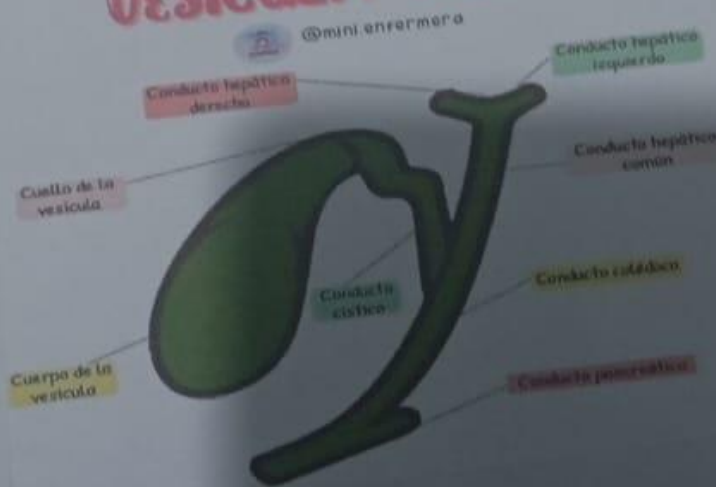 @mini.enfermera
Conducto hepático
izquierdo
Conducto hepático
derecho
Conducto hepático
común
Cuello de la
vesícula
Conducto
cístico
Conducto colédoco
Cuerpo de la
vesícula
Conducto pancreático